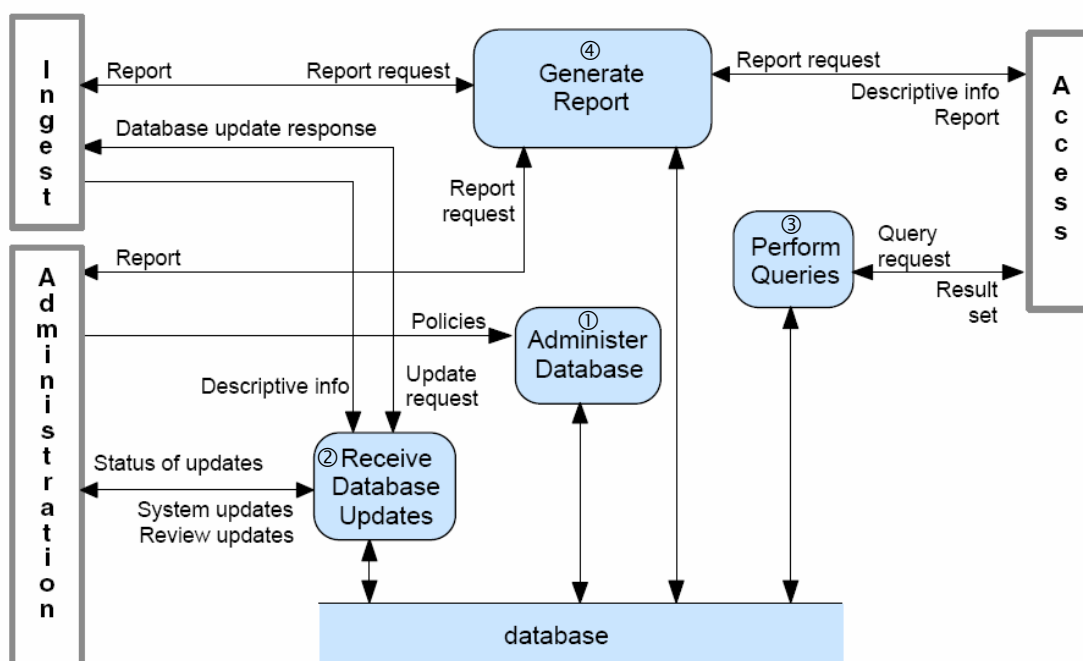 Ingest
④
Generate
Report
Report
Report request
Report request
Descriptive info
Report
Access
Database update response
Report
request
Report
③
Perform
Queries
Query
request
Result
set
Administration
Policies
①
Administer
Database
Descriptive info
Update
request
② Receive
Database
Updates
Status of updates
System updates
Review updates
database